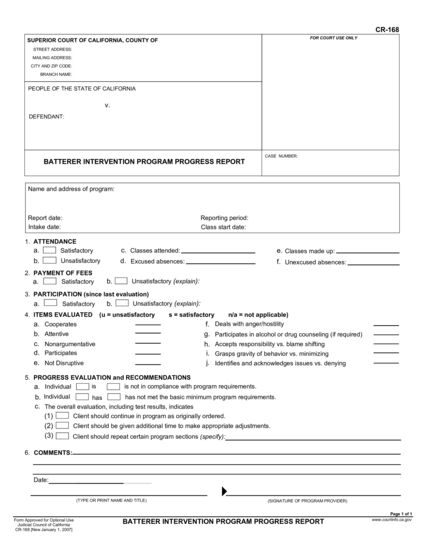 CR-168
SUPERIOR COURT OF CALIFORNIA, COUNTY OF
FOR COURT USE ONLY
STREET ADDRESS:
MAILING ADDRESS:
CITY AND ZIP CODE:
BRANCH NAME:
PEOPLE OF THE STATE OF CALIFORNIA
v.
DEFENDANT:
BATTERER INTERVENTION PROGRAM PROGRESS REPORT
CASE NUMBER:
Name and address of program:
Report date: Reporting period:
Intake date: Class start date:
1. ATTENDANCE
a. Satisfactory c. Classes attended: e. Classes made up:
b. Unsatisfactory d. Excused absences: f. Unexcused absences:
2. PAYMENT OF FEES
a. Satisfactory b. Unsatisfactory (explain):
3. PARTICIPATION (since last evaluation)
a. Satisfactory b. Unsatisfactory (explain):
4. ITEMS EVALUATED (u = unsatisfactory s = satisfactory n/a = not applicable)
a. Cooperates f. Deals with anger/hostility
b. Attentive g. Participates in alcohol or drug counseling (if required)
c. Nonargumentative h. Accepts responsibility vs. blame shifting
d. Participates i. Grasps gravity of behavior vs. minimizing
e. Not Disruptive j. Identifies and acknowledges issues vs. denying
5. PROGRESS EVALUATION and RECOMMENDATIONS
a. Individual is is not in compliance with program requirements.
b. Individual has has not met the basic minimum program requirements.
c. The overall evaluation, including test results, indicates
(1) Client should continue in program as originally ordered.
(2) Client should be given additional time to make appropriate adjustments.
(3) Client should repeat certain program sections (specify):
6. COMMENTS:
Date:
(TYPE OR PRINT NAME AND TITLE) (SIGNATURE OF PROGRAM PROVIDER)
Page 1 of 1
Form Approved for Optional Use
Judicial Council of California
CR-168 [New January 1, 2007]
BATTERER INTERVENTION PROGRAM PROGRESS REPORT
www.courtinfo.ca.gov